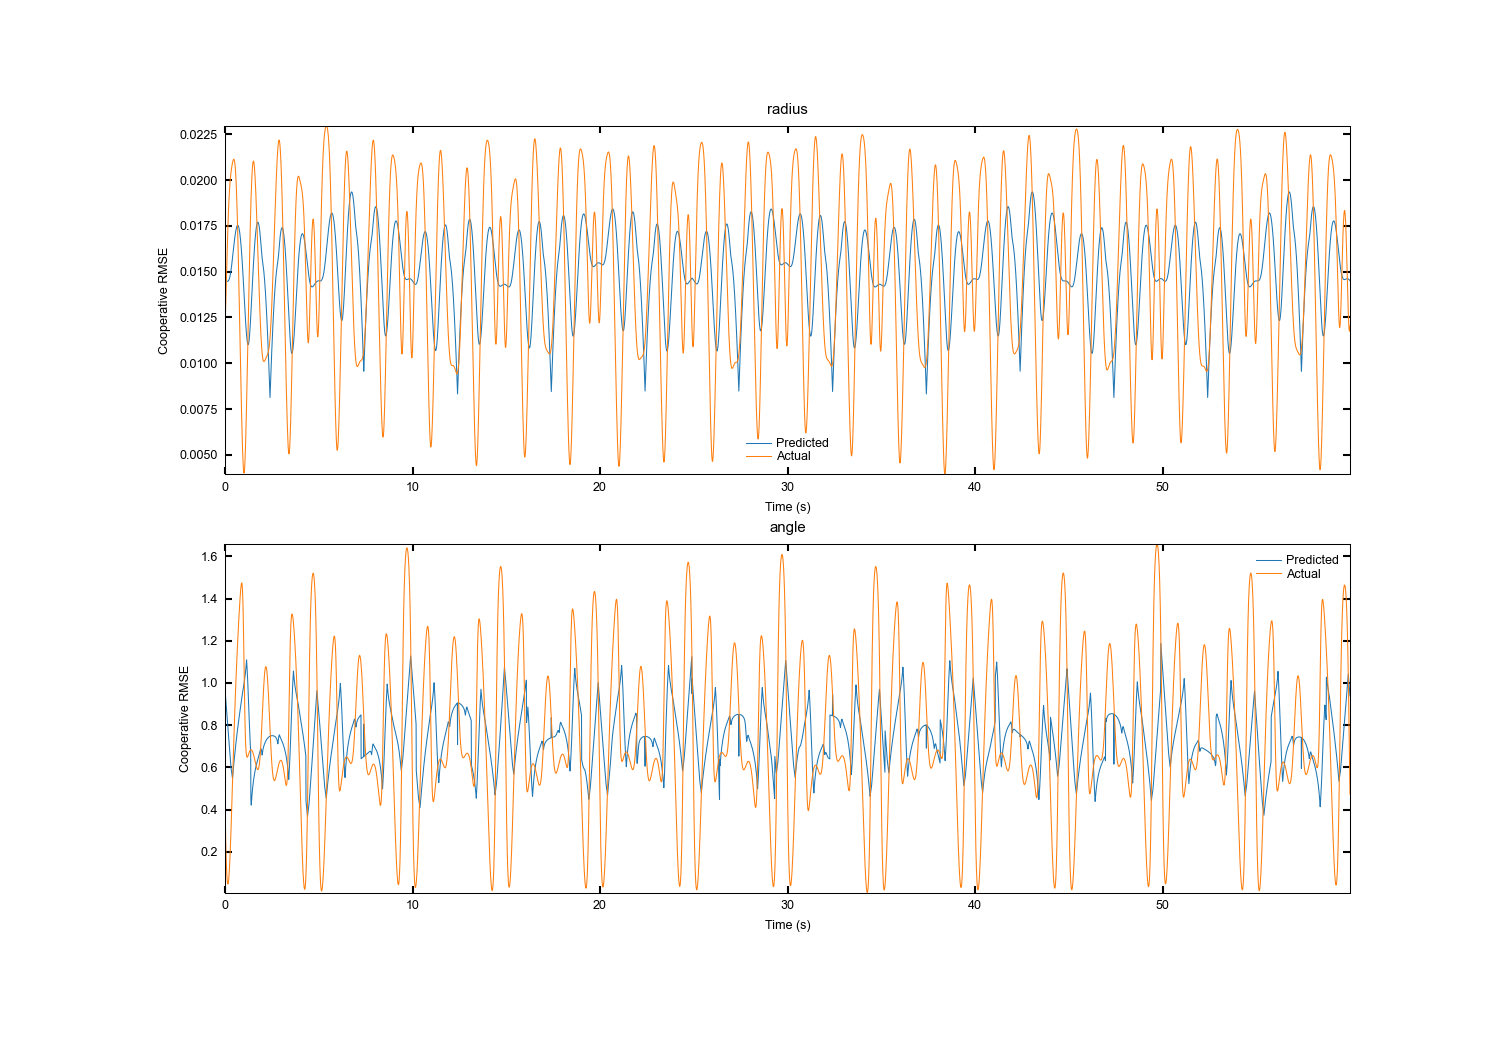 radius
0.0225
0.0200
0.0175
0.0150
0.0125
0.0100
0.0075
0.0050
Cooperative RMSE
Predicted
Actual
0 10 20 30 40 50
Time (s)
angle
1.6
1.4
1.2
1.0
0.8
0.6
0.4
0.2
Cooperative RMSE
Predicted
Actual
0 10 20 30 40 50
Time (s)